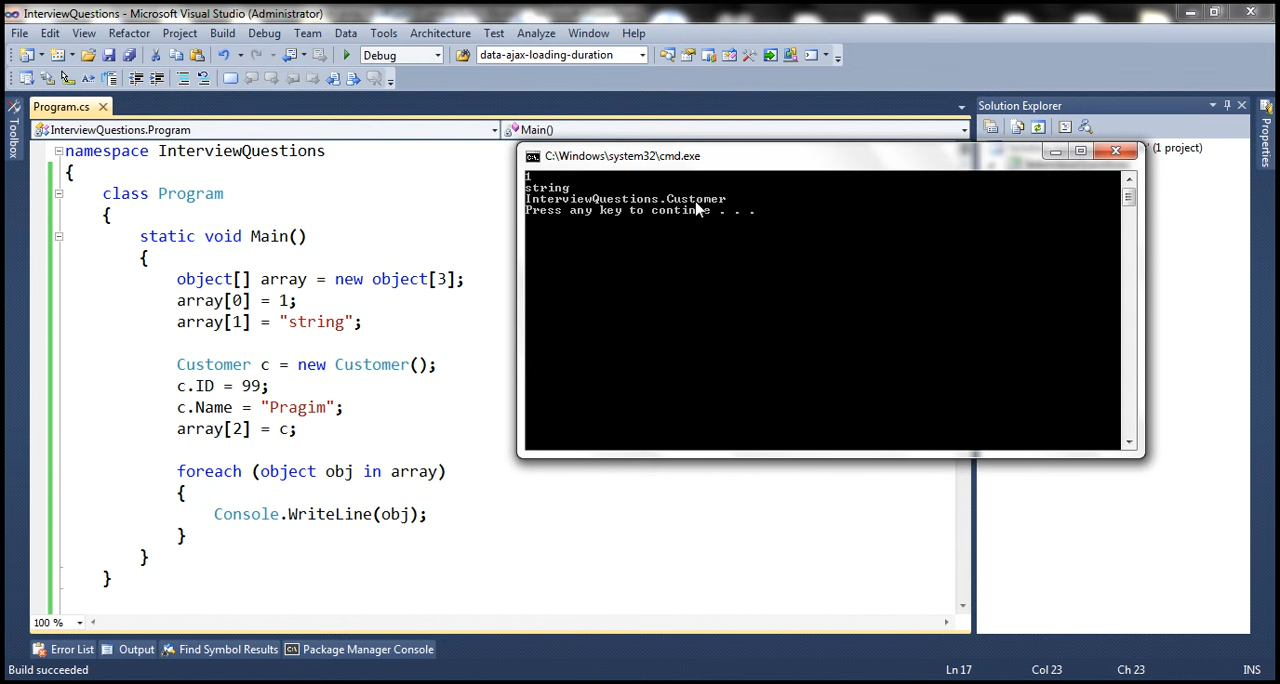 InterviewQuestions - Microsoft Visual Studio (Administrator)
File Edit View Refactor Project Build Debug Team Data Tools Architecture Test Analyze Window Help
Debug data-ajax-loading-duration
Program.cs
Solution Explorer
InterviewQuestions.Program Main()
(1 project)
Toolbox
Properties
namespace InterviewQuestions
{
class Program
{
static void Main()
{
object[] array = new object[3];
array[0] = 1;
array[1] = "string";
Customer c = new Customer();
c.ID = 99;
c.Name = "Pragim";
array[2] = c;
foreach (object obj in array)
{
Console.WriteLine(obj);
}
}
}
C:\Windows\system32\cmd.exe
1
string
InterviewQuestions.Customer
Press any key to continue . . .
100 %
Error List Output Find Symbol Results Package Manager Console
Build succeeded Ln 17 Col 23 Ch 23 INS